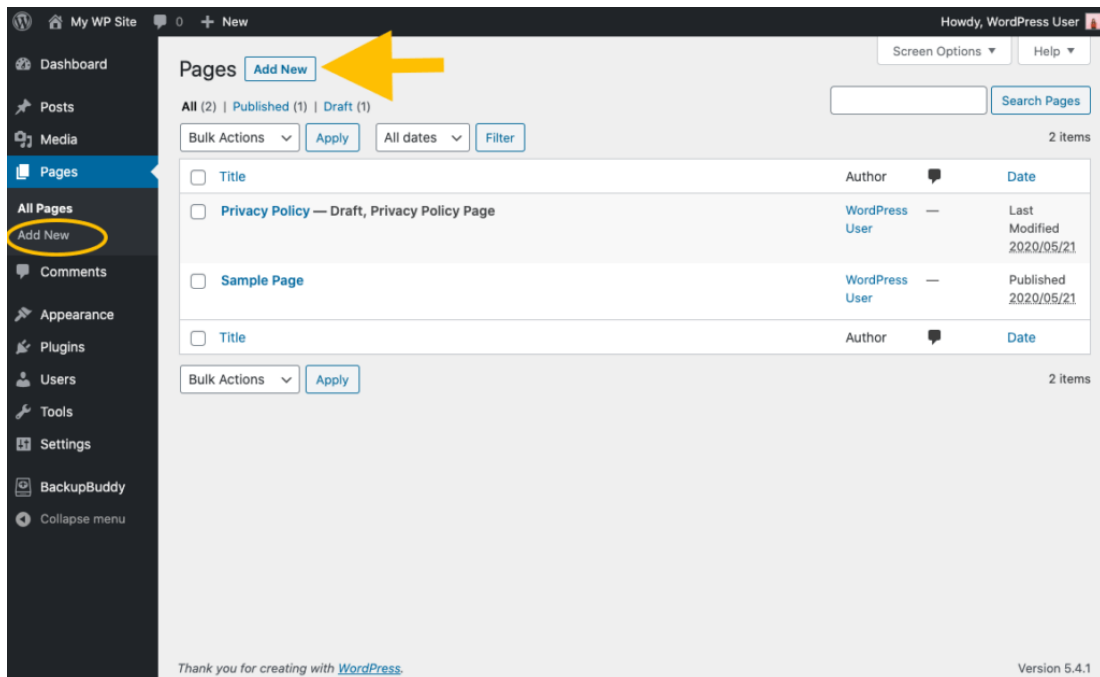 My WP Site 0 + New Howdy, WordPress User
Dashboard
Posts
Media
Pages
All Pages
Add New
Comments
Appearance
Plugins
Users
Tools
Settings
BackupBuddy
Collapse menu
Screen Options ▼ Help ▼
Pages Add New
All (2) | Published (1) | Draft (1)
Search Pages
Bulk Actions Apply All dates Filter 2 items
Title Author Date
Privacy Policy — Draft, Privacy Policy Page WordPress — Last
User Modified
2020/05/21
Sample Page WordPress — Published
User 2020/05/21
Title Author Date
Bulk Actions Apply 2 items
Thank you for creating with WordPress. Version 5.4.1